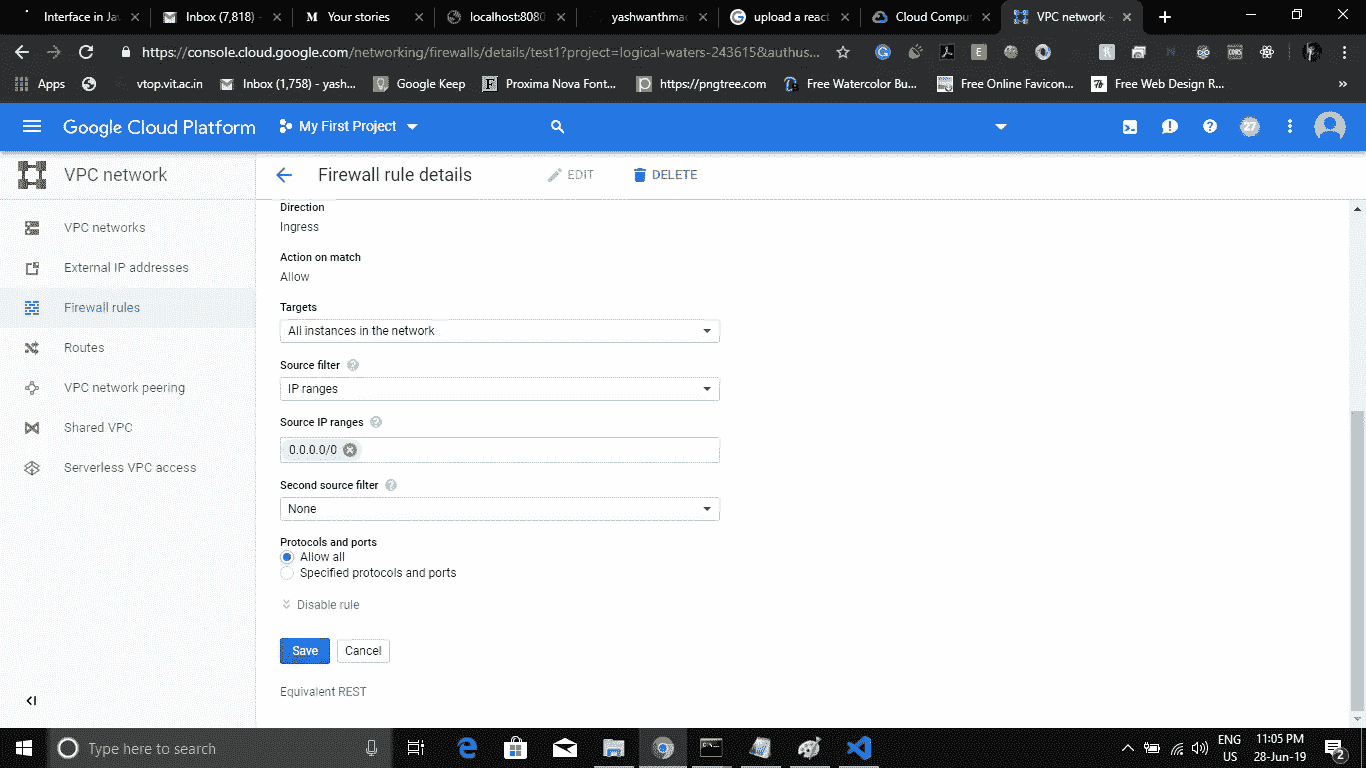 Interface in Ja
Inbox (7,818) -
M Your stories
localhost:8080
yashwanthma
upload a react
Cloud Compu
VPC network -
https://console.cloud.google.com/networking/firewalls/details/test1?project=logical-waters-243615&authus...
Apps
vtop.vit.ac.in
Inbox (1,758) - yash...
Google Keep
Proxima Nova Font...
https://pngtree.com
Free Watercolor Bu...
Free Online Favicon...
Free Web Design R...
Google Cloud Platform
My First Project
27
VPC network
Firewall rule details
EDIT
DELETE
VPC networks
External IP addresses
Firewall rules
Routes
VPC network peering
Shared VPC
Serverless VPC access
Direction
Ingress
Action on match
Allow
Targets
All instances in the network
Source filter
IP ranges
Source IP ranges
0.0.0.0/0
Second source filter
None
Protocols and ports
Allow all
Specified protocols and ports
Disable rule
Save
Cancel
Equivalent REST
Type here to search
ENG
US
11:05 PM
28-Jun-19
2